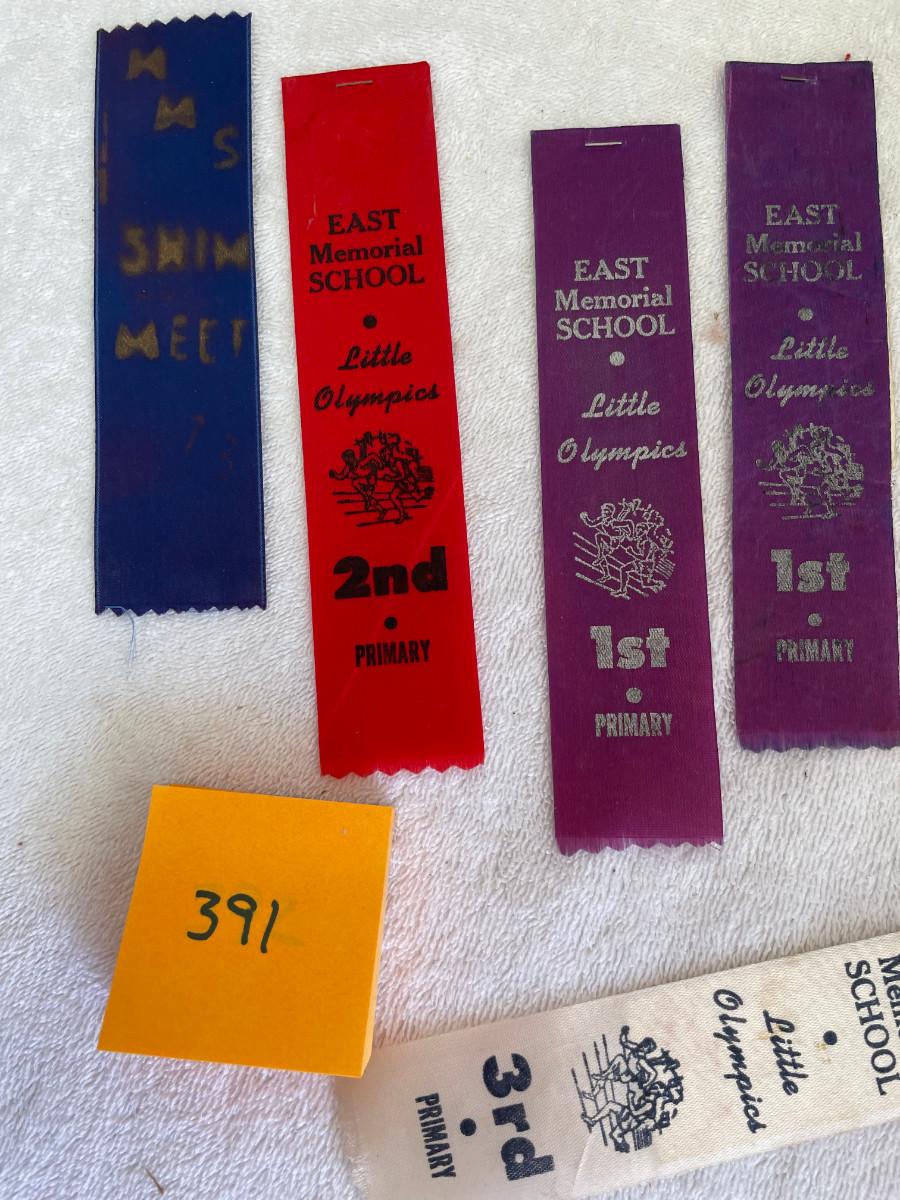 M
M S
SWIM
MEET
EAST
Memorial
SCHOOL
Little
Olympics
2nd
PRIMARY
EAST
Memorial
SCHOOL
Little
Olympics
1st
PRIMARY
EAST
Memorial
SCHOOL
Little
Olympics
1st
PRIMARY
391
SCHOOL
Little
Olympics
3rd
PRIMARY